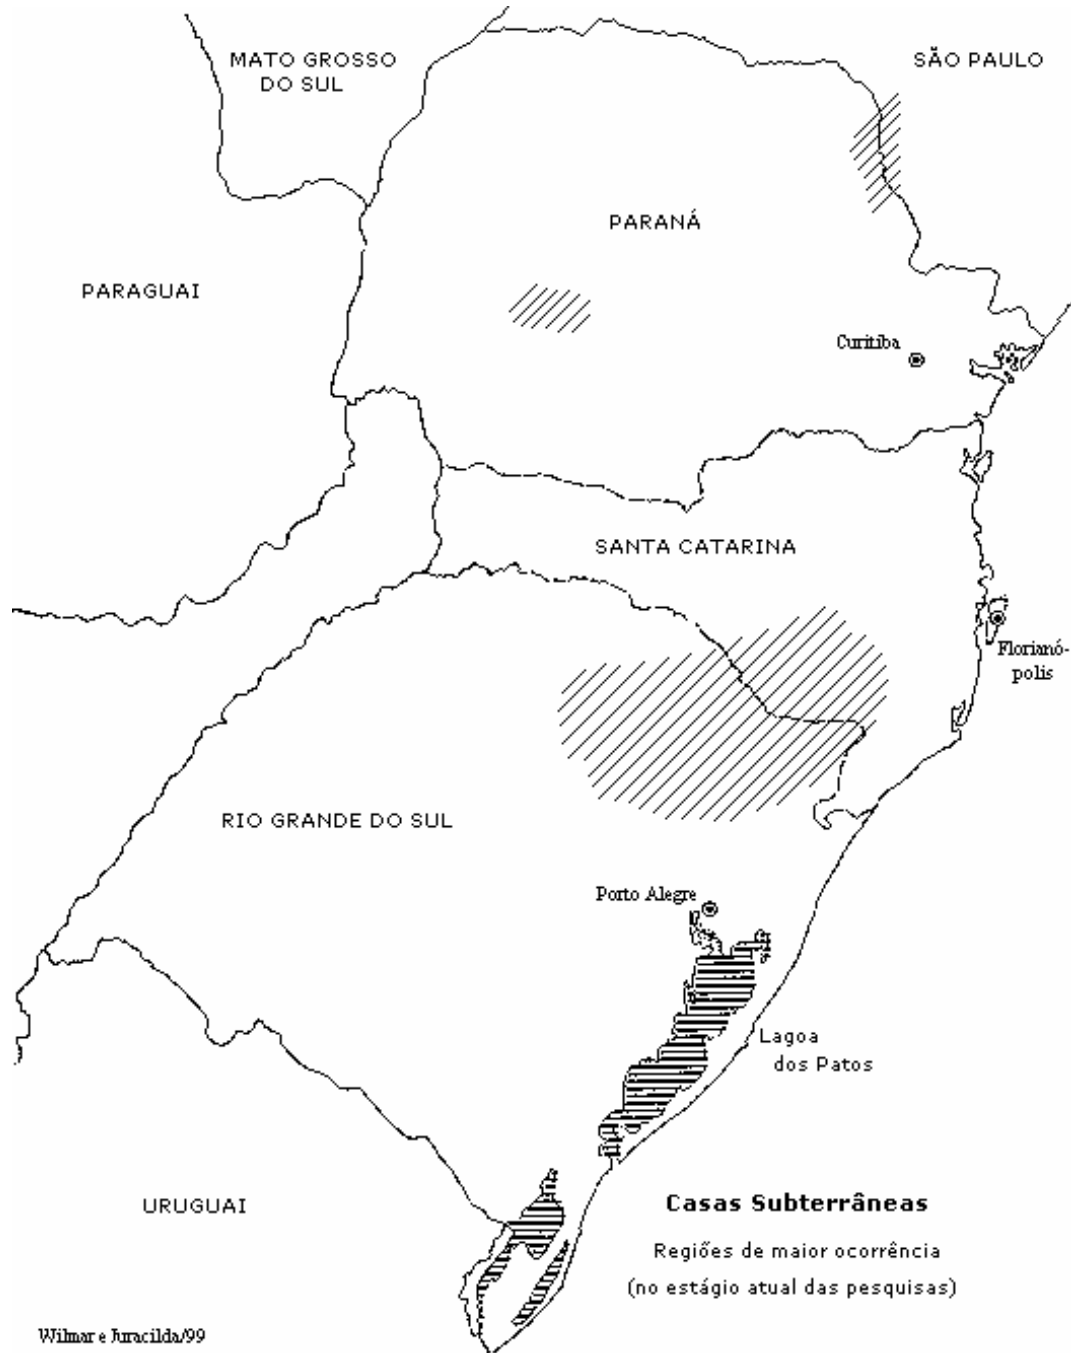 MATO GROSSO
DO SUL
SÃO PAULO
PARANÁ
PARAGUAI
Curitiba
SANTA CATARINA
Florianó-
polis
RIO GRANDE DO SUL
Porto Alegre
Lagoa
dos Patos
URUGUAI
Casas Subterrâneas
Regiões de maior ocorrência
(no estágio atual das pesquisas)
Wilmar e Juracilda/99